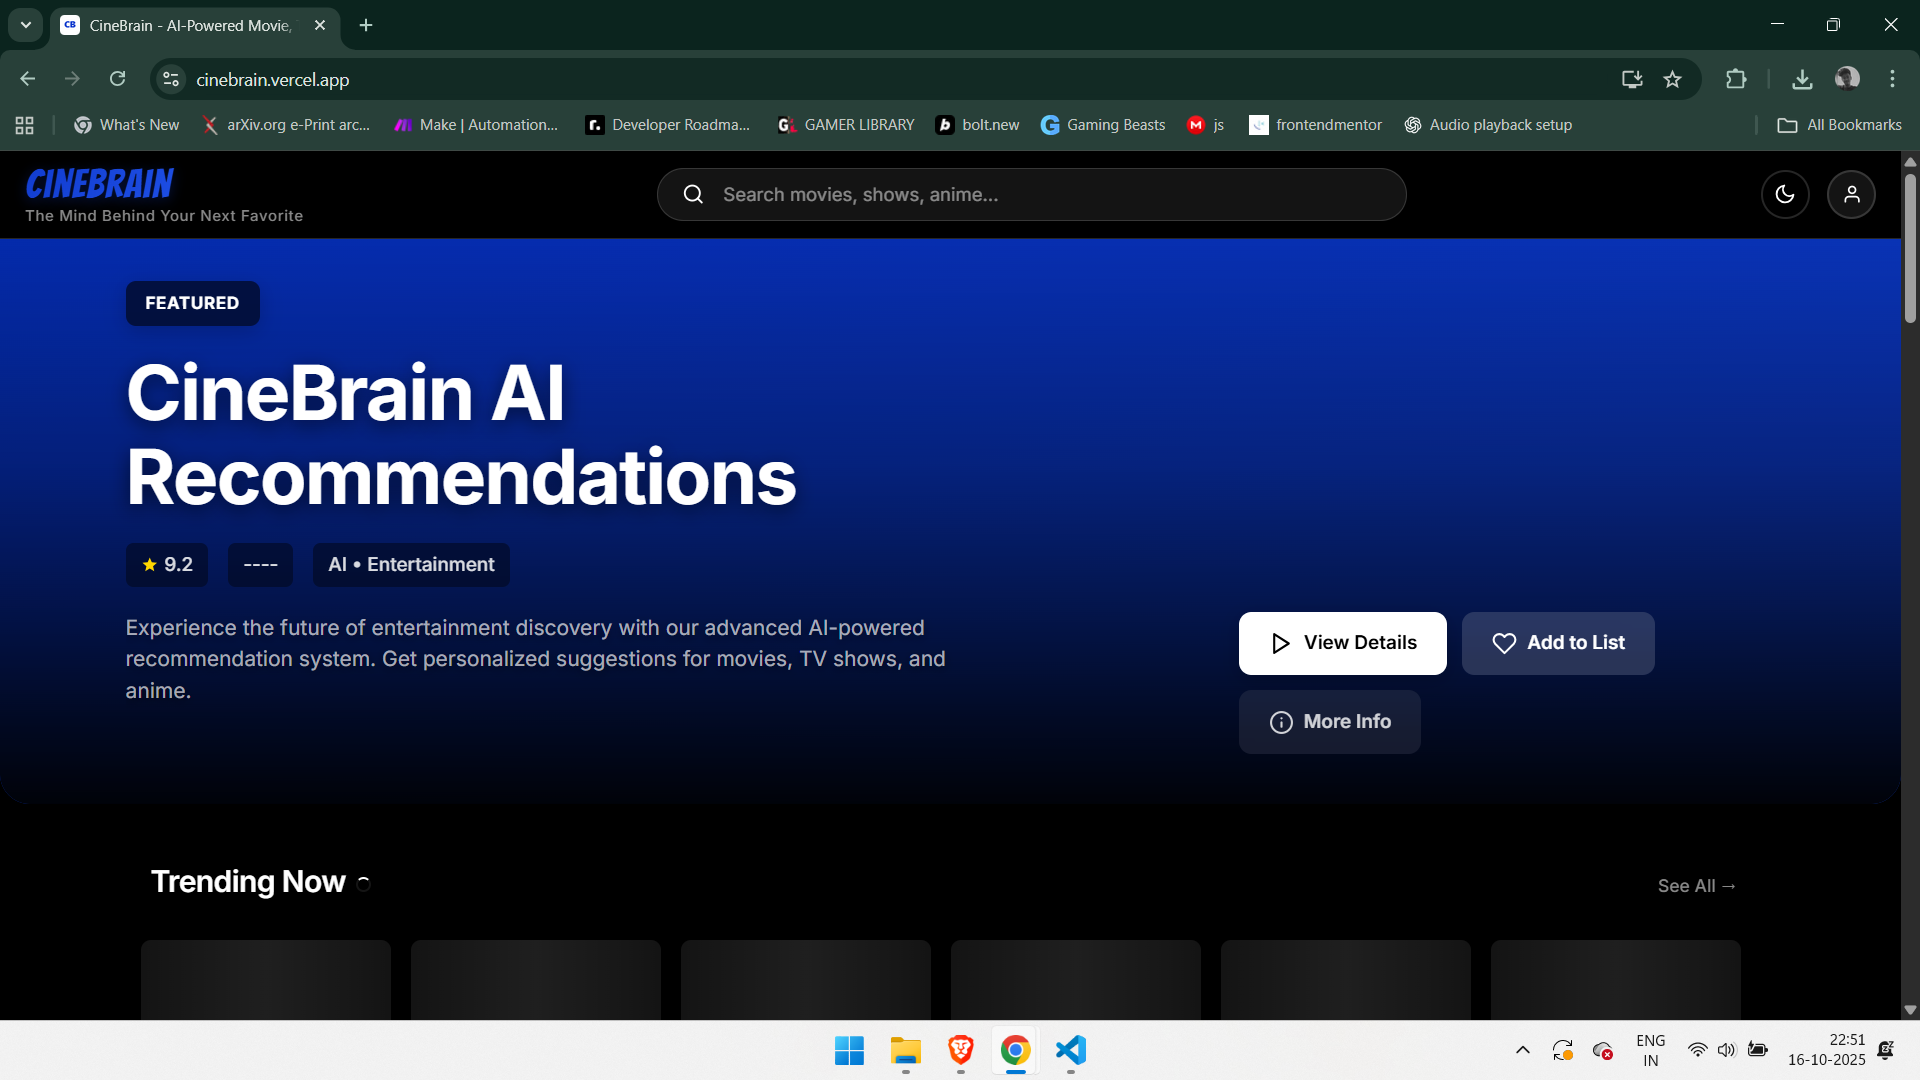 CB CineBrain - AI-Powered Movie,
cinebrain.vercel.app
What's New
arXiv.org e-Print arc...
Make | Automation...
r. Developer Roadma...
GAMER LIBRARY
b bolt.new
G Gaming Beasts
M js
frontendmentor
Audio playback setup
All Bookmarks
CINEBRAIN
The Mind Behind Your Next Favorite
Search movies, shows, anime...
FEATURED
CineBrain AI
Recommendations
9.2
----
AI • Entertainment
Experience the future of entertainment discovery with our advanced AI-powered
recommendation system. Get personalized suggestions for movies, TV shows, and
anime.
View Details
Add to List
More Info
Trending Now
See All →
ENG
IN
22:51
16-10-2025